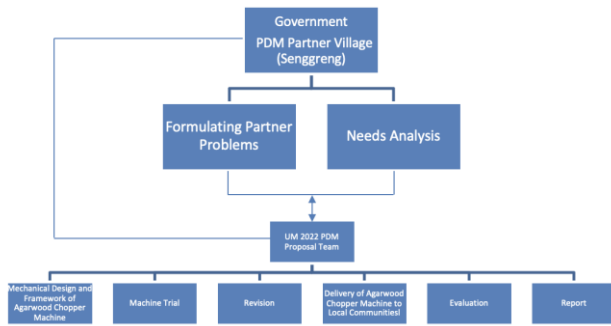 Government
PDM Partner Village
(Senggreng)
Formulating Partner
Problems
Needs Analysis
UM 2022 PDM
Proposal Team
Mechanical Design and
Framework of
Agarwood Chopper
Machine
Machine Trial
Revision
Delivery of Agarwood
Chopper Machine to
Local Communities!
Evaluation
Report